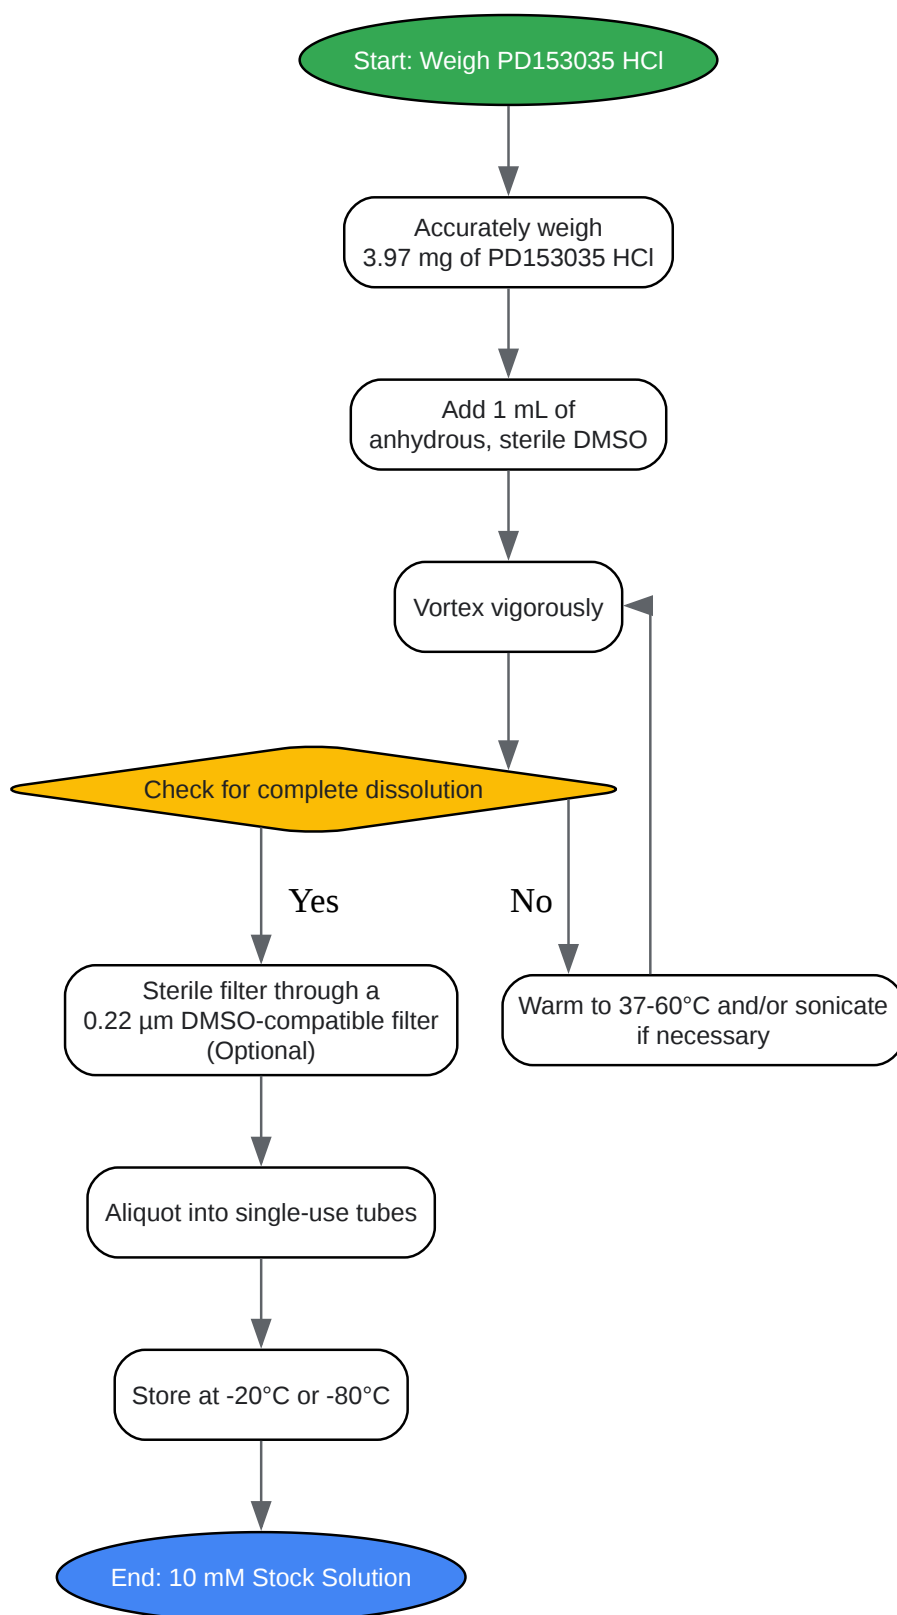 Start: Weigh PD153035 HCl
Accurately weigh
3.97 mg of PD153035 HCl
Add 1 mL of
anhydrous, sterile DMSO
Vortex vigorously
Check for complete dissolution
Yes
No
Sterile filter through a
0.22 µm DMSO-compatible filter
(Optional)
Warm to 37-60°C and/or sonicate
if necessary
Aliquot into single-use tubes
Store at -20°C or -80°C
End: 10 mM Stock Solution